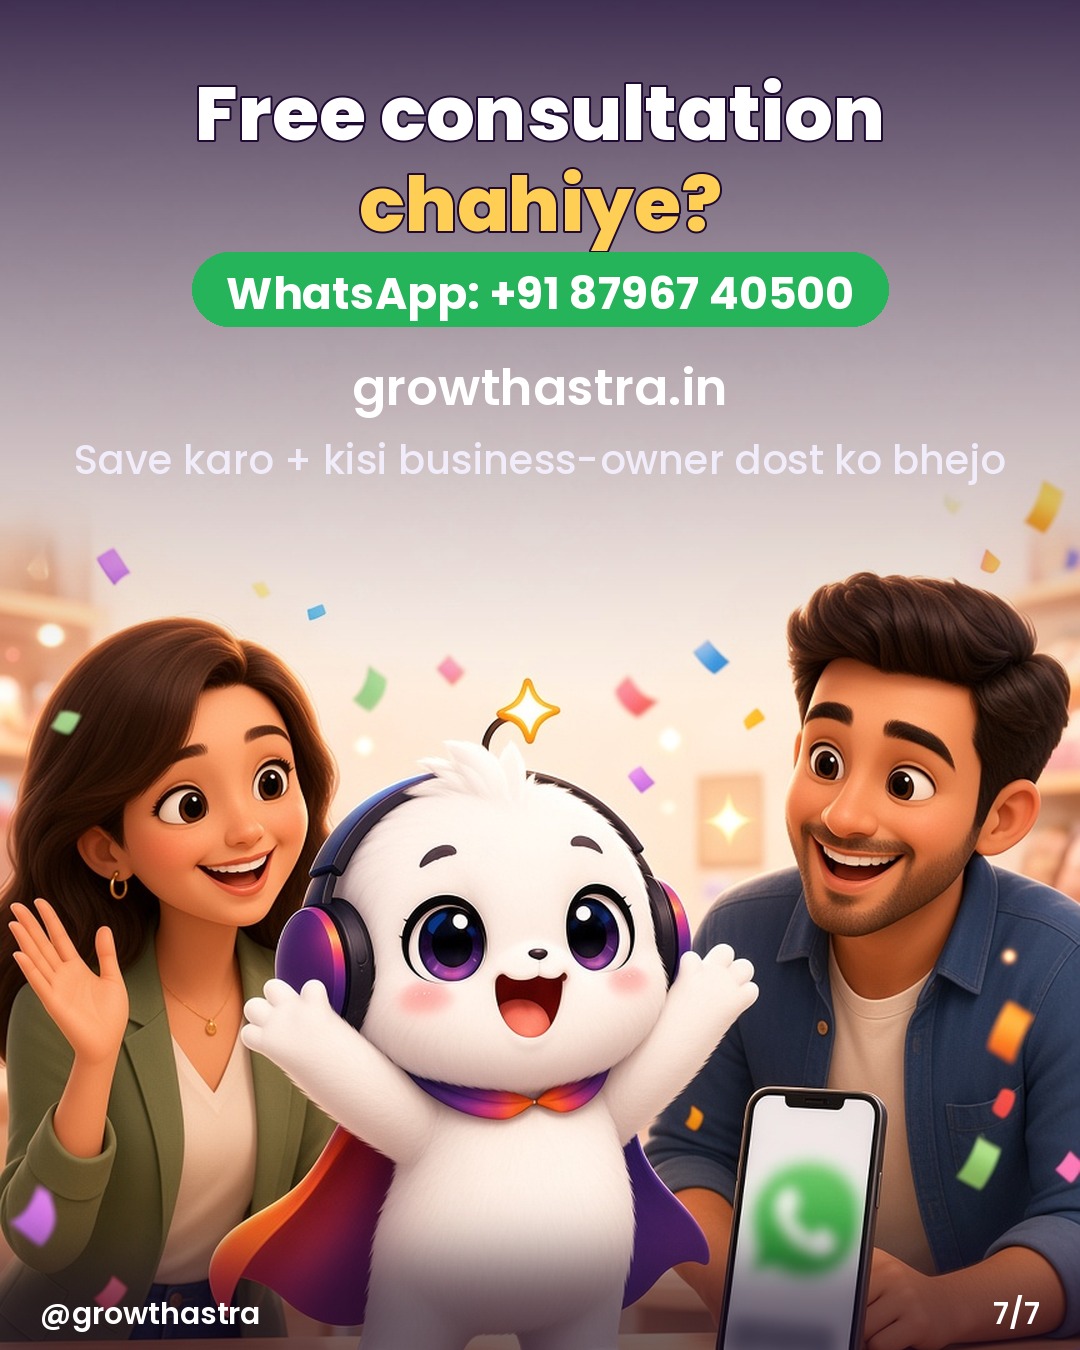 Free consultation
chahiye?
WhatsApp: +91 87967 40500
growthastra.in
Save karo + kisi business-owner dost ko bhejo
@growthastra
7/7